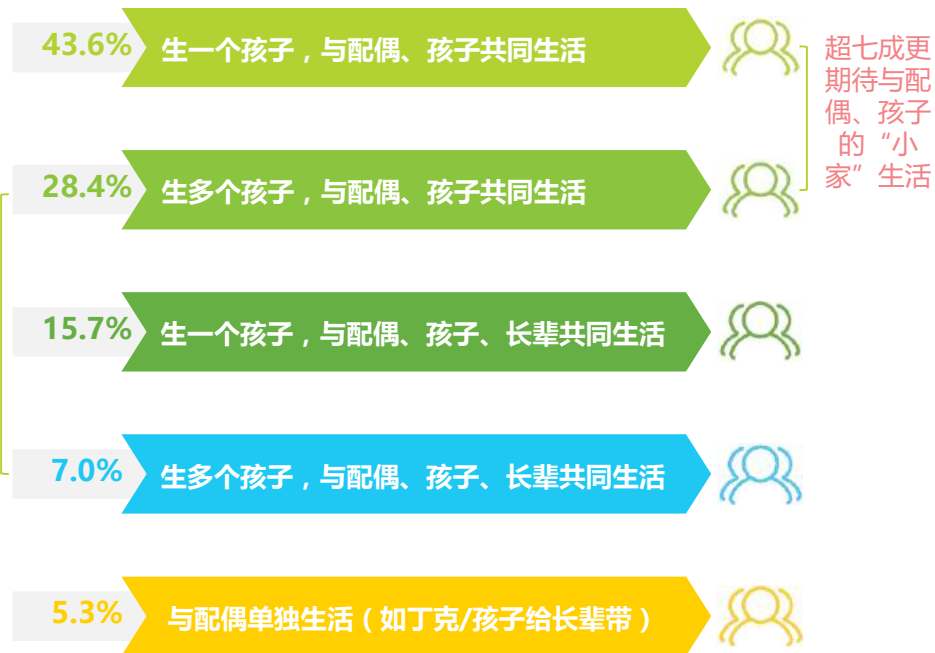 43.6%
生一个孩子，与配偶、孩子共同生活
超七成更
期待与配
偶、孩子
的“小
家”生活
28.4%
生多个孩子，与配偶、孩子共同生活
15.7%
生一个孩子，与配偶、孩子、长辈共同生活
7.0%
生多个孩子，与配偶、孩子、长辈共同生活
5.3%
与配偶单独生活（如丁克/孩子给长辈带）